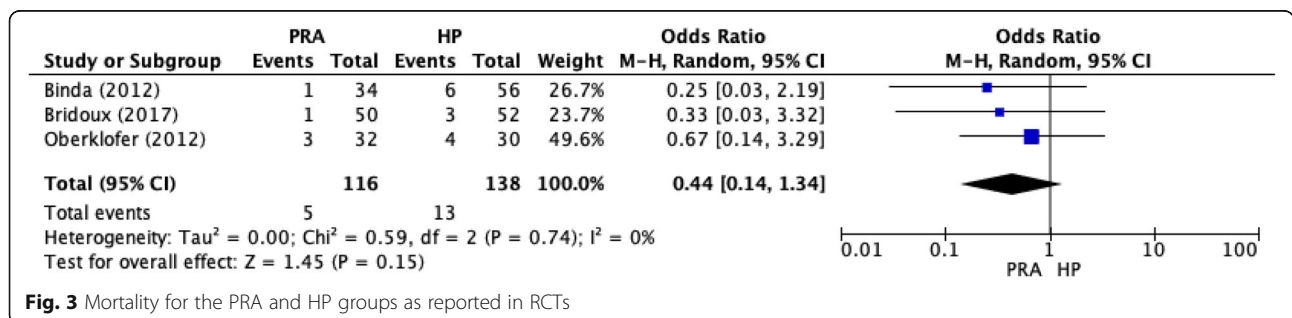 PRA HP Odds Ratio Odds Ratio
Study or Subgroup Events Total Events Total Weight M-H, Random, 95% CI M-H, Random, 95% CI
Binda (2012) 1 34 6 56 26.7% 0.25 [0.03, 2.19]
Bridoux (2017) 1 50 3 52 23.7% 0.33 [0.03, 3.32]
Oberklofer (2012) 3 32 4 30 49.6% 0.67 [0.14, 3.29]
Total (95% CI) 116 138 100.0% 0.44 [0.14, 1.34]
Total events 5 13
Heterogeneity: Tau² = 0.00; Chi² = 0.59, df = 2 (P = 0.74); I² = 0%
Test for overall effect: Z = 1.45 (P = 0.15)
0.01 0.1 1 10 100
PRA HP
Fig. 3 Mortality for the PRA and HP groups as reported in RCTs